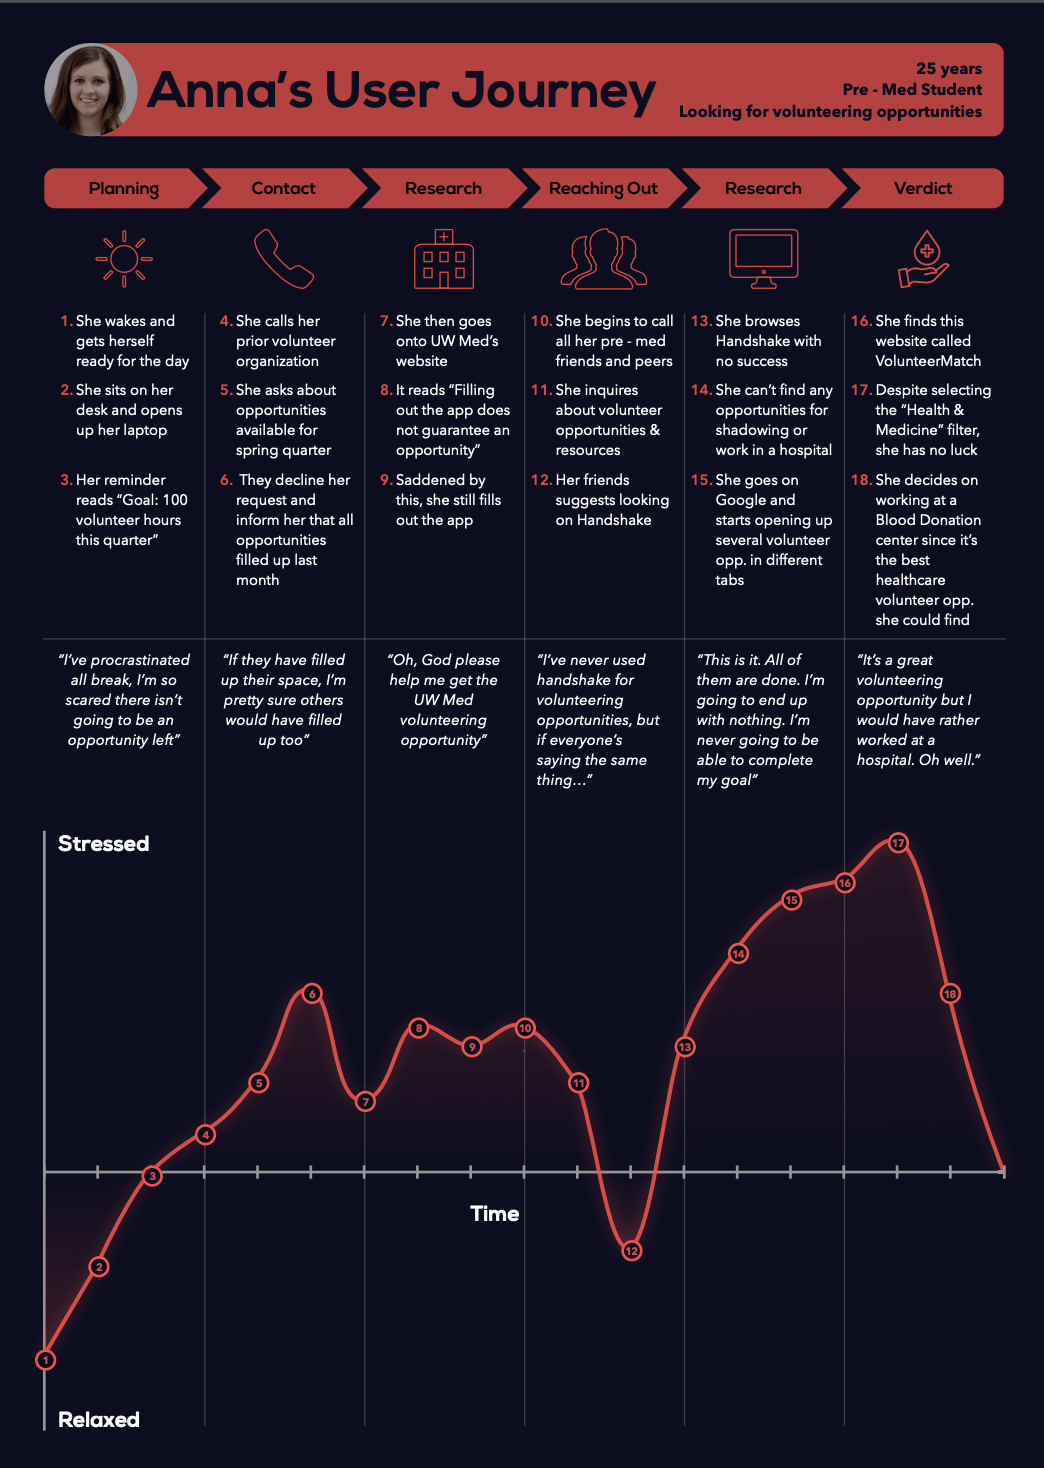 Anna's User Journey
25 years
Pre - Med Student
Looking for volunteering opportunities
Planning
Contact
Research
Reaching Out
Research
Verdict
1. She wakes and
gets herself
ready for the day
2. She sits on her
desk and opens
up her laptop
3. Her reminder
reads “Goal: 100
volunteer hours
this quarter”
4. She calls her
prior volunteer
organization
5. She asks about
opportunities
available for
spring quarter
6. They decline her
request and
inform her that all
opportunities
filled up last
month
7. She then goes
onto UW Med’s
website
8. It reads “Filling
out the app does
not guarantee an
opportunity”
9. Saddened by
this, she still fills
out the app
10. She begins to call
all her pre - med
friends and peers
11. She inquires
about volunteer
opportunities &
resources
12. Her friends
suggests looking
on Handshake
13. She browses
Handshake with
no success
14. She can’t find any
opportunities for
shadowing or
work in a hospital
15. She goes on
Google and
starts opening up
several volunteer
opp. in different
tabs
16. She finds this
website called
VolunteerMatch
17. Despite selecting
the “Health &
Medicine” filter,
she has no luck
18. She decides on
working at a
Blood Donation
center since it’s
the best
healthcare
volunteer opp.
she could find
“I’ve procrastinated
all break, I’m so
scared there isn’t
going to be an
opportunity left”
“If they have filled
up their space, I’m
pretty sure others
would have filled
up too”
“Oh, God please
help me get the
UW Med
volunteering
opportunity”
“I’ve never used
handshake for
volunteering
opportunities, but
if everyone’s
saying the same
thing...”
“This is it. All of
them are done. I’m
going to end up
with nothing. I’m
never going to be
able to complete
my goal”
“It’s a great
volunteering
opportunity but I
would have rather
worked at a
hospital. Oh well.”
Stressed
1
2
3
4
5
6
7
8
9
10
11
12
13
14
15
16
17
18
Time
Relaxed